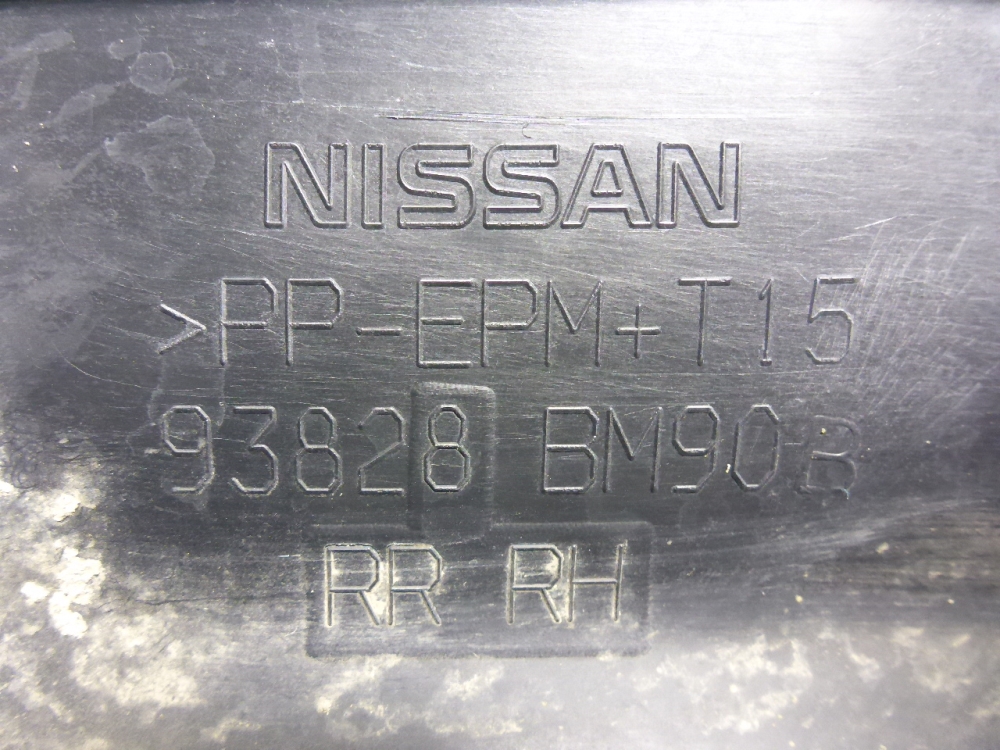 NISSAN
>PP-EPM+T15
93828 BM90B
RR RH